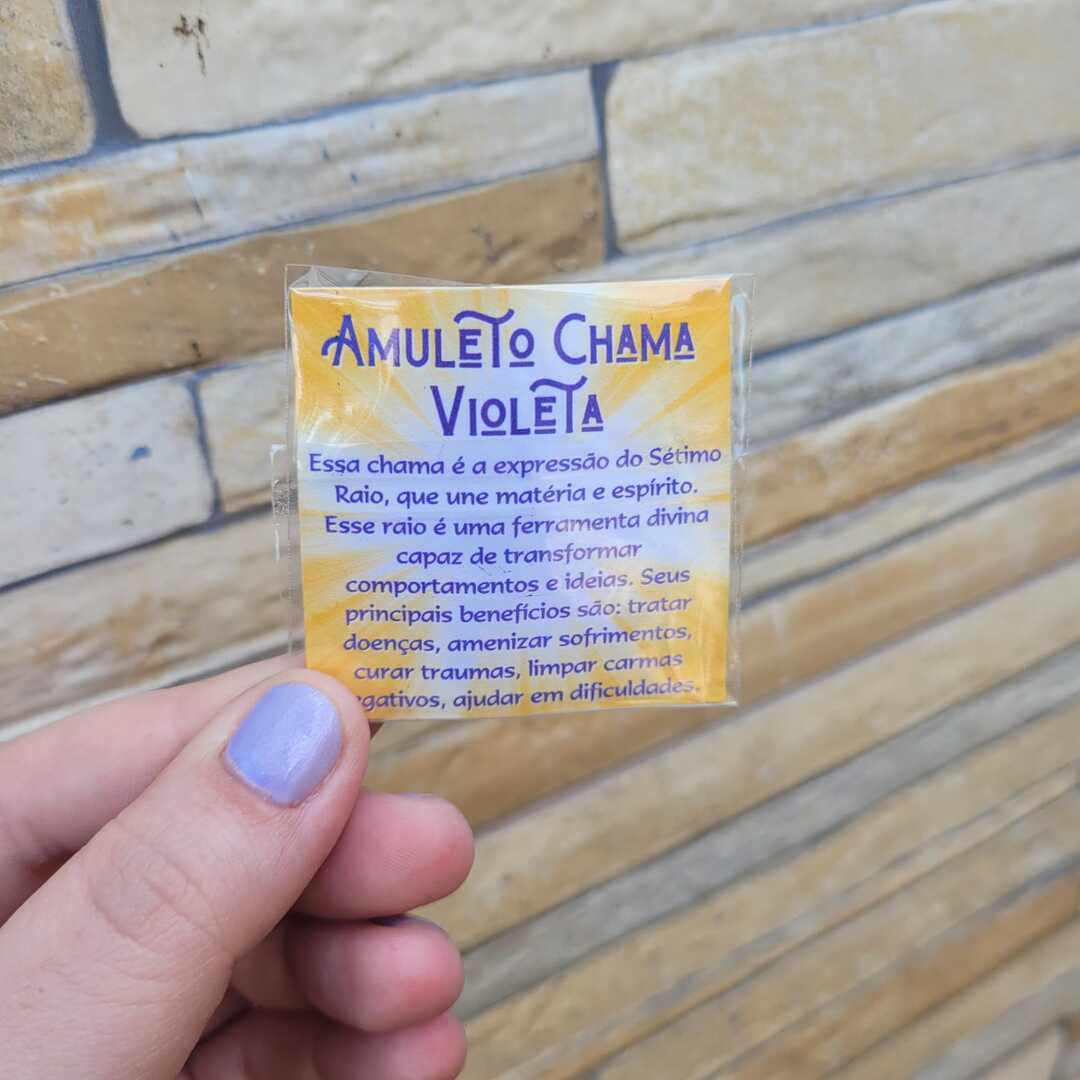 Amuleto Chama
Violeta
Essa chama é a expressão do Sétimo
Raio, que une matéria e espírito.
Esse raio é uma ferramenta divina
capaz de transformar
comportamentos e ideias. Seus
principais benefícios são: tratar
doenças, amenizar sofrimentos,
curar traumas, limpar carmas
gativos, ajudar em dificuldades.